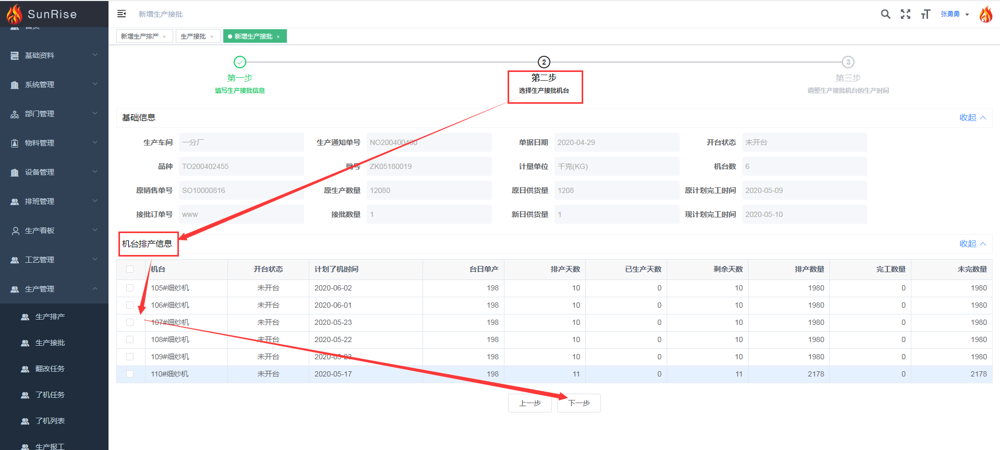 SunRise
新增生产接批
张勇勇
首页
新增生产排产 ×
生产接批 ×
新增生产接批 ×
基础资料
系统管理
部门管理
物料管理
设备管理
排班管理
生产看板
工艺管理
生产管理
生产排产
生产接批
翻改任务
了机任务
了机列表
生产报工
第一步
填写生产接批信息
2
第二步
选择生产接批机台
3
第三步
调整生产接批机台的生产时间
基础信息 收起
生产车间 一分厂 生产通知单号 NO200400460 单据日期 2020-04-29 开台状态 未开台
品种 TO200402455 批号 ZK05180019 计量单位 千克(KG) 机台数 6
原销售单号 SO10000816 原生产数量 12080 原日供货量 1208 原计划完工时间 2020-05-09
接批订单号 www 接批数量 1 新日供货量 1 现计划完工时间 2020-05-10
机台排产信息 收起
机台 开台状态 计划了机时间 台日单产 排产天数 已生产天数 剩余天数 排产数量 完工数量 未完数量
105#细纱机 未开台 2020-06-02 198 10 0 10 1980 0 1980
106#细纱机 未开台 2020-06-01 198 10 0 10 1980 0 1980
107#细纱机 未开台 2020-05-23 198 10 0 10 1980 0 1980
108#细纱机 未开台 2020-05-22 198 10 0 10 1980 0 1980
109#细纱机 未开台 2020-05-23 198 10 0 10 1980 0 1980
110#细纱机 未开台 2020-05-17 198 11 0 11 2178 0 2178
上一步 下一步